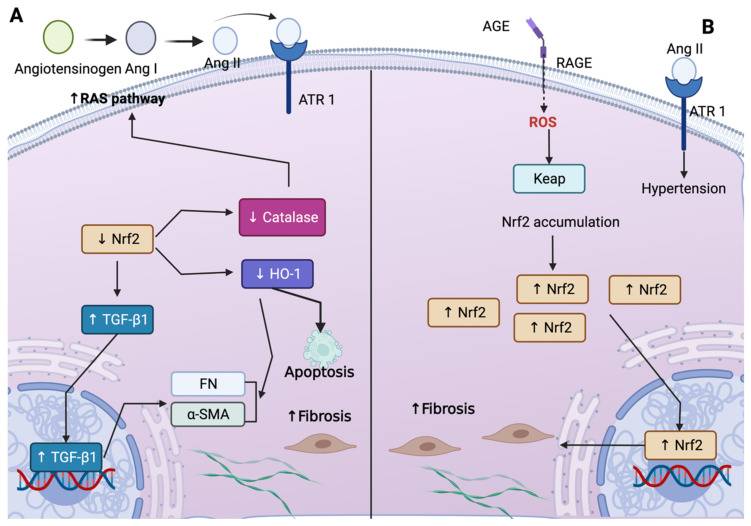 A
Angiotensinogen Ang I
Ang II
ATR 1
↑RAS pathway
↓ Catalase
↓ Nrf2
↓ HO-1
↑ TGF-β1
Apoptosis
FN
α-SMA
↑Fibrosis
↑ TGF-β1
B
AGE
RAGE
Ang II
ATR 1
ROS
Keap
Hypertension
Nrf2 accumulation
↑ Nrf2
↑ Nrf2
↑ Nrf2
↑ Nrf2
↑Fibrosis
↑ Nrf2